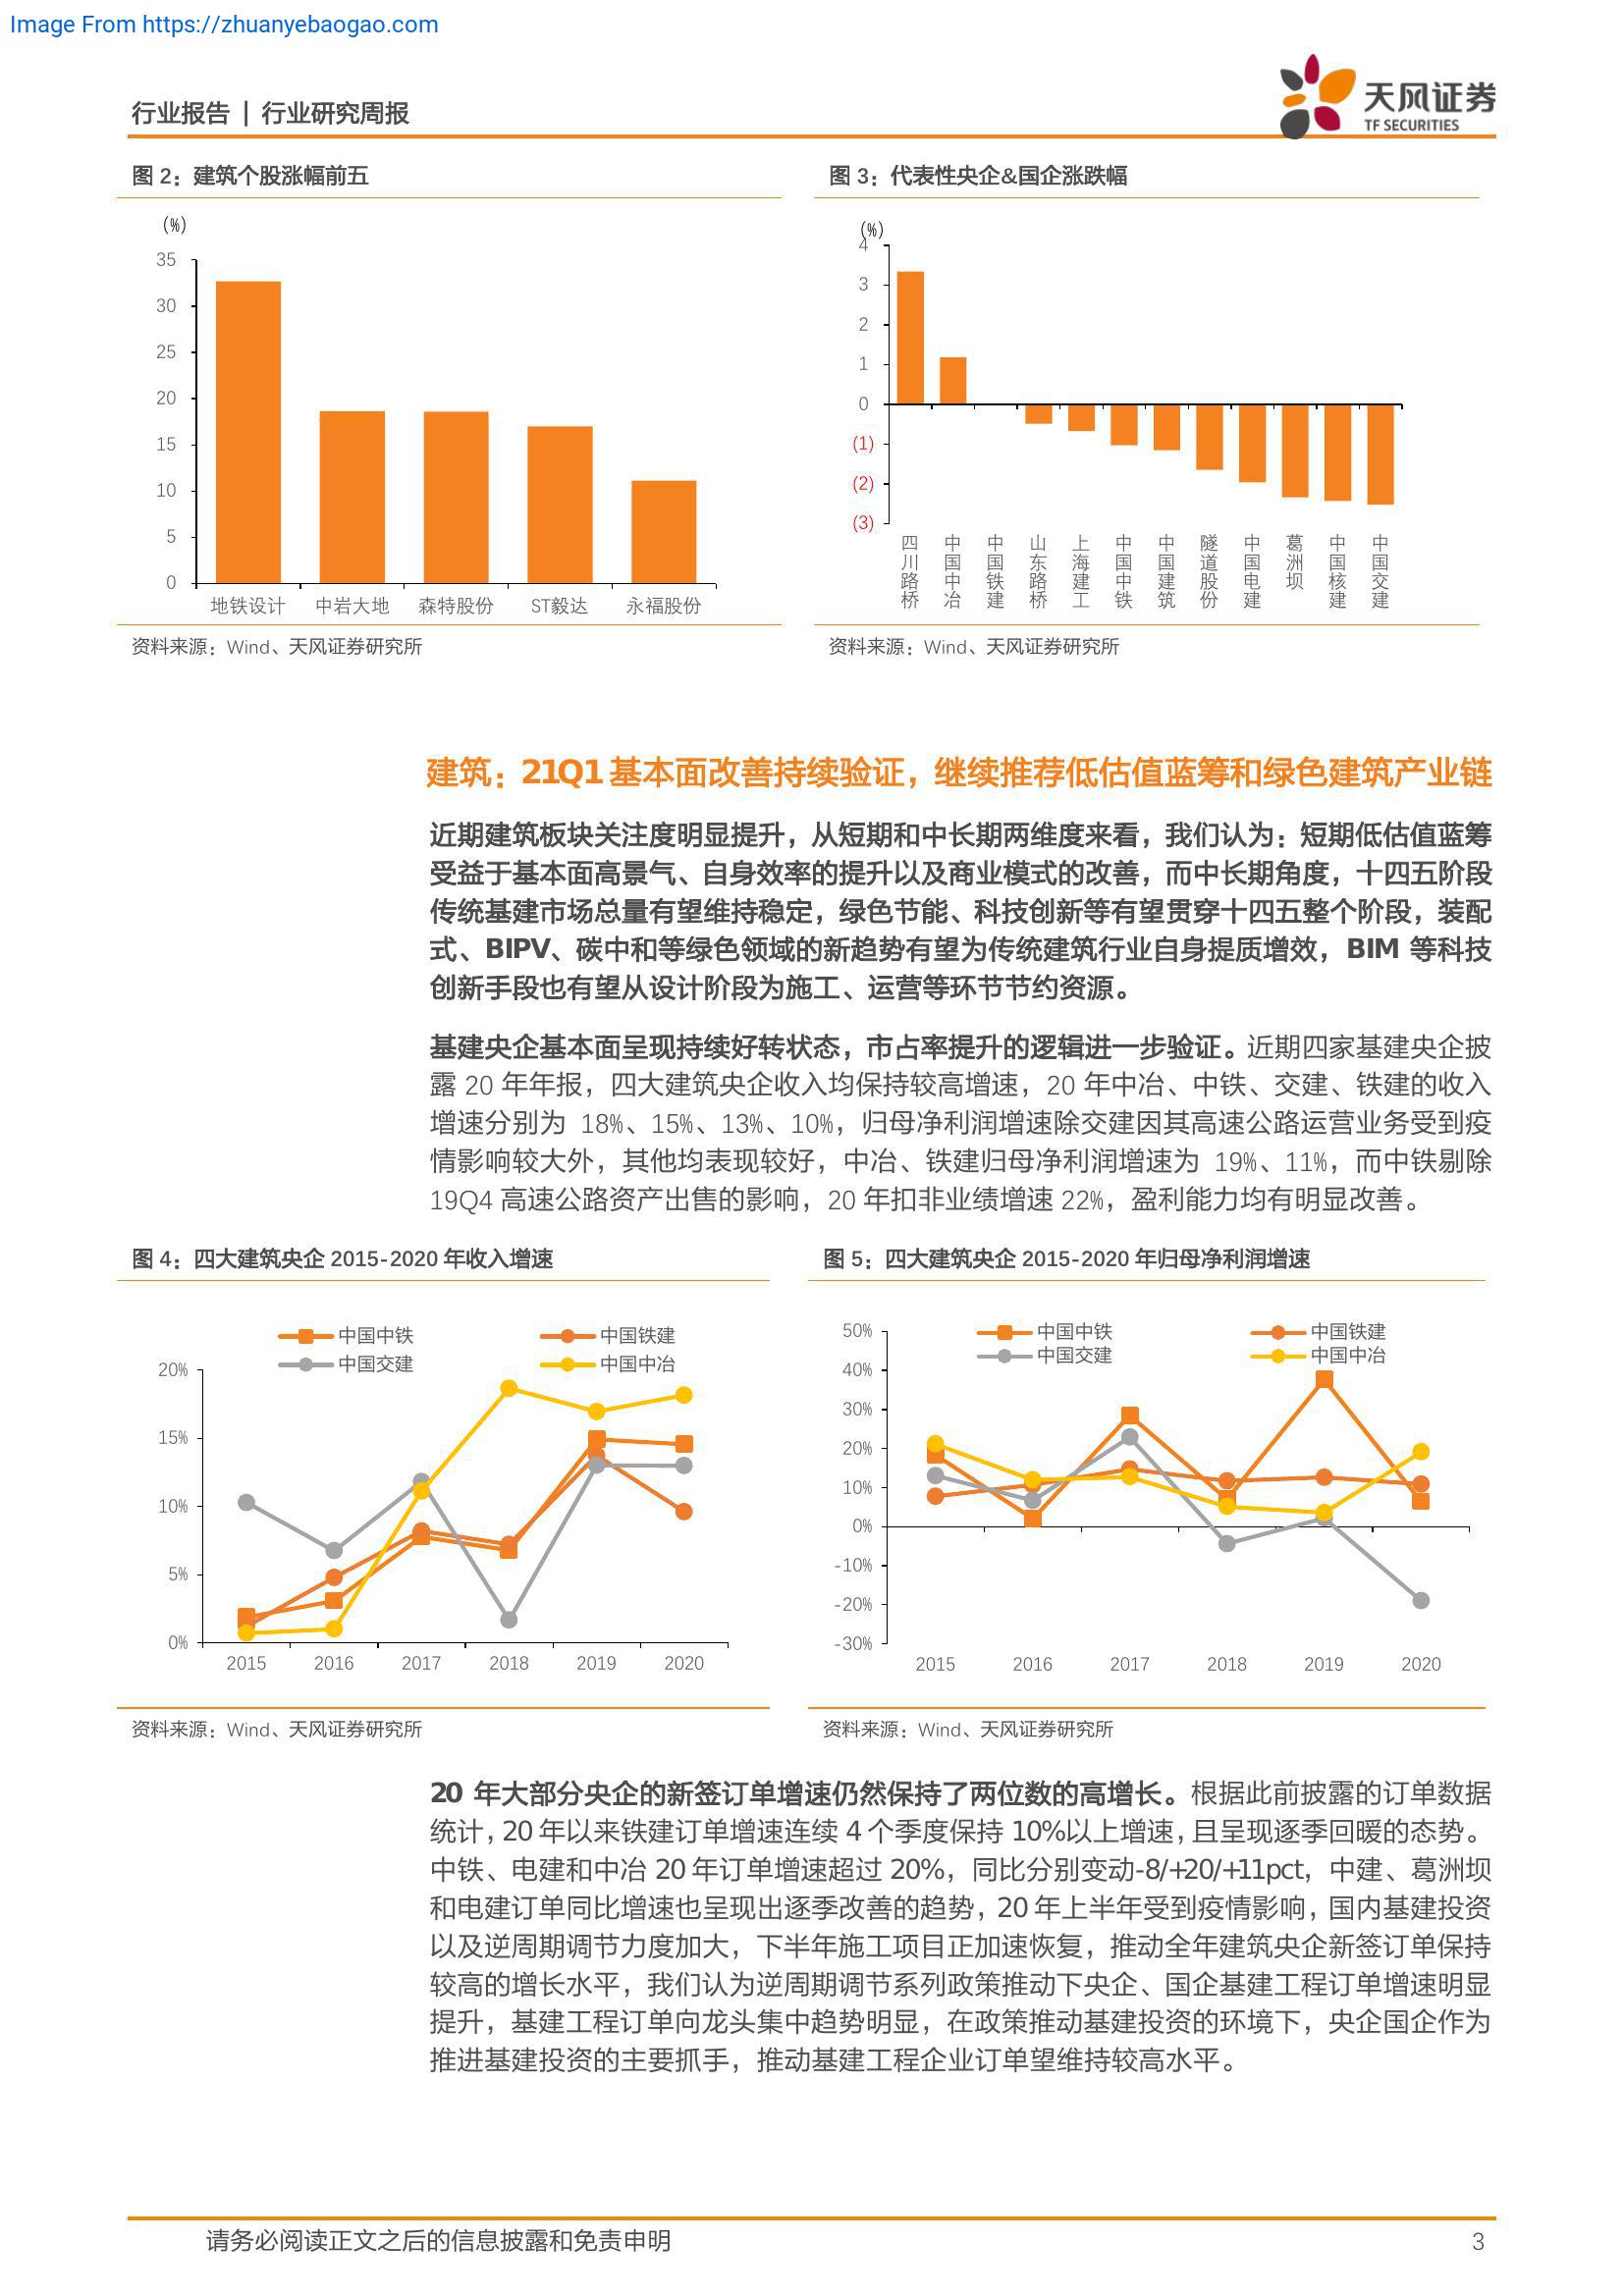 Image From https://zhuanyebaogao.com
行业报告 | 行业研究周报
天风证券
TF SECURITIES
图 2：建筑个股涨幅前五
(%)
35
30
25
20
15
10
5
0
地铁设计 中岩大地 森特股份 ST毅达 永福股份
资料来源：Wind、天风证券研究所
图 3：代表性央企&国企涨跌幅
(%)
4
3
2
1
0
(1)
(2)
(3)
四川路桥 中国中冶 中国铁建 山东路桥 上海建工 中国中铁 中国建筑 隧道股份 中国电建 葛洲坝 中国核建 中国交建
资料来源：Wind、天风证券研究所
建筑：21Q1 基本面改善持续验证，继续推荐低估值蓝筹和绿色建筑产业链
近期建筑板块关注度明显提升，从短期和中长期两维度来看，我们认为：短期低估值蓝筹
受益于基本面高景气、自身效率的提升以及商业模式的改善，而中长期角度，十四五阶段
传统基建市场总量有望维持稳定，绿色节能、科技创新等有望贯穿十四五整个阶段，装配
式、BIPV、碳中和等绿色领域的新趋势有望为传统建筑行业自身提质增效，BIM 等科技
创新手段也有望从设计阶段为施工、运营等环节节约资源。
基建央企基本面呈现持续好转状态，市占率提升的逻辑进一步验证。近期四家基建央企披
露 20 年年报，四大建筑央企收入均保持较高增速，20 年中冶、中铁、交建、铁建的收入
增速分别为 18%、15%、13%、10%，归母净利润增速除交建因其高速公路运营业务受到疫
情影响较大外，其他均表现较好，中冶、铁建归母净利润增速为 19%、11%，而中铁剔除
19Q4 高速公路资产出售的影响，20 年扣非业绩增速 22%，盈利能力均有明显改善。
图 4：四大建筑央企 2015-2020 年收入增速
中国中铁 中国铁建
中国交建 中国中冶
20%
15%
10%
5%
0%
2015 2016 2017 2018 2019 2020
资料来源：Wind、天风证券研究所
图 5：四大建筑央企 2015-2020 年归母净利润增速
中国中铁 中国铁建
中国交建 中国中冶
50%
40%
30%
20%
10%
0%
-10%
-20%
-30%
2015 2016 2017 2018 2019 2020
资料来源：Wind、天风证券研究所
20 年大部分央企的新签订单增速仍然保持了两位数的高增长。根据此前披露的订单数据
统计，20 年以来铁建订单增速连续 4 个季度保持 10%以上增速，且呈现逐季回暖的态势。
中铁、电建和中冶 20 年订单增速超过 20%，同比分别变动-8/+20/+11pct，中建、葛洲坝
和电建订单同比增速也呈现出逐季改善的趋势，20 年上半年受到疫情影响，国内基建投资
以及逆周期调节力度加大，下半年施工项目正加速恢复，推动全年建筑央企新签订单保持
较高的增长水平，我们认为逆周期调节系列政策推动下央企、国企基建工程订单增速明显
提升，基建工程订单向龙头集中趋势明显，在政策推动基建投资的环境下，央企国企作为
推进基建投资的主要抓手，推动基建工程企业订单望维持较高水平。
请务必阅读正文之后的信息披露和免责申明
3